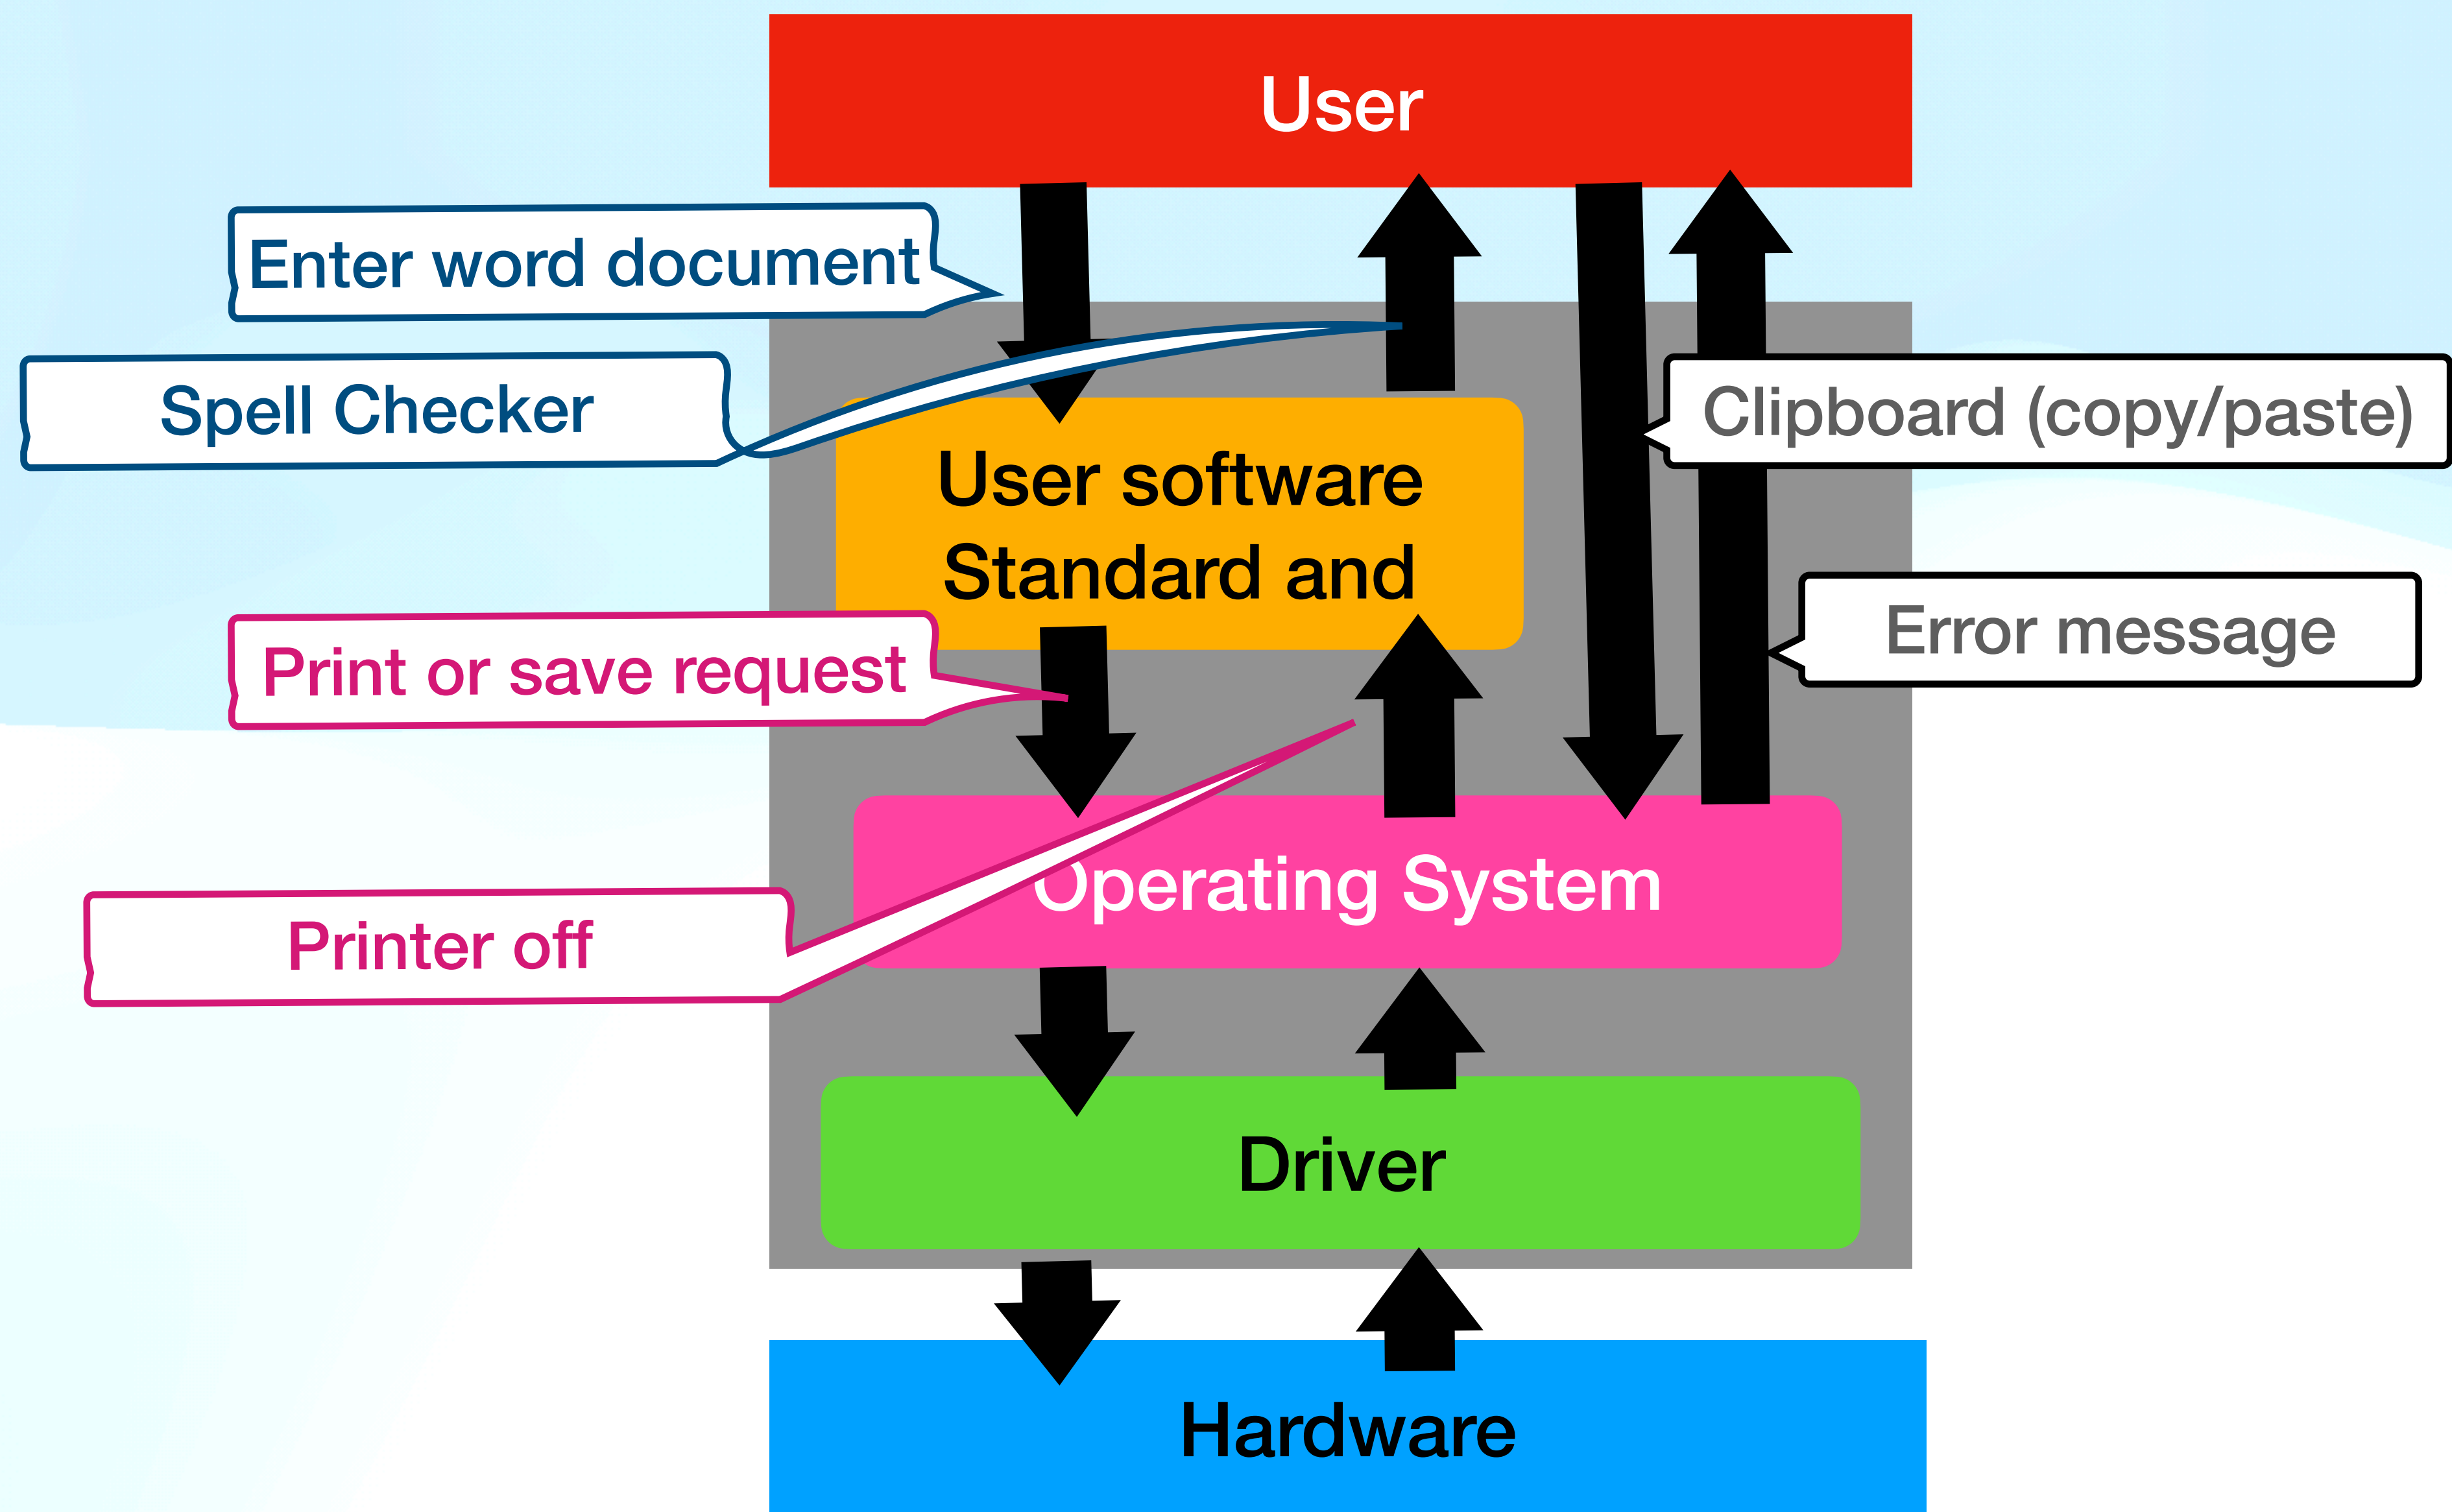 User
Enter word document
Spell Checker
Clipboard (copy/paste)
User software
Standard and
Error message
Print or save request
Operating System
Printer off
Driver
Hardware